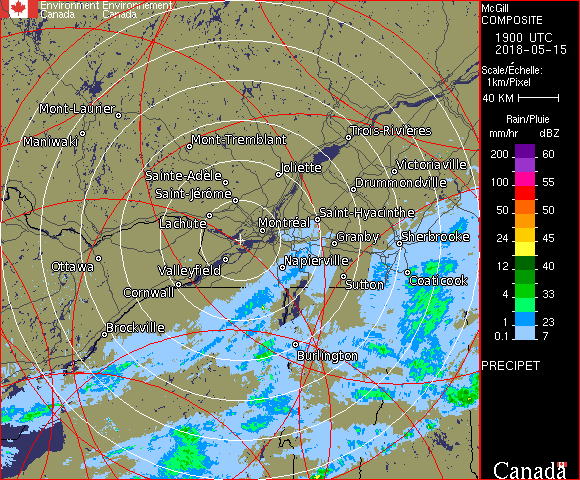 Environment Environnement
Canada Canada
McGill
COMPOSITE
1900 UTC
2018-05-15
Scale/Échelle:
1km/Pixel
40 KM
Rain/Pluie
mm/hr dBZ
200 60
100 55
50 50
24 45
12 40
4 33
1 23
0.1 7
PRECIPET
Mont-Laurier
Maniwaki
Mont-Tremblant
Trois-Rivières
Joliette
Victoriaville
Sainte-Adèle
Drummondville
Saint-Jérôme
Lachute
Saint-Hyacinthe
Montréal
Granby
Sherbrooke
Ottawa
Valleyfield
Napierville
Cornwall
Sutton
Coaticook
Brockville
Burlington
Canada